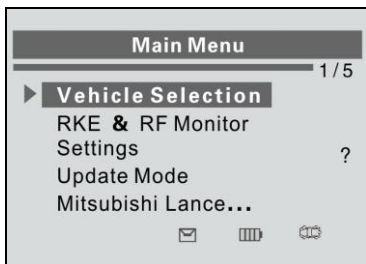 Main Menu
1/5
Vehicle Selection
RKE & RF Monitor
Settings
?
Update Mode
Mitsubishi Lance...